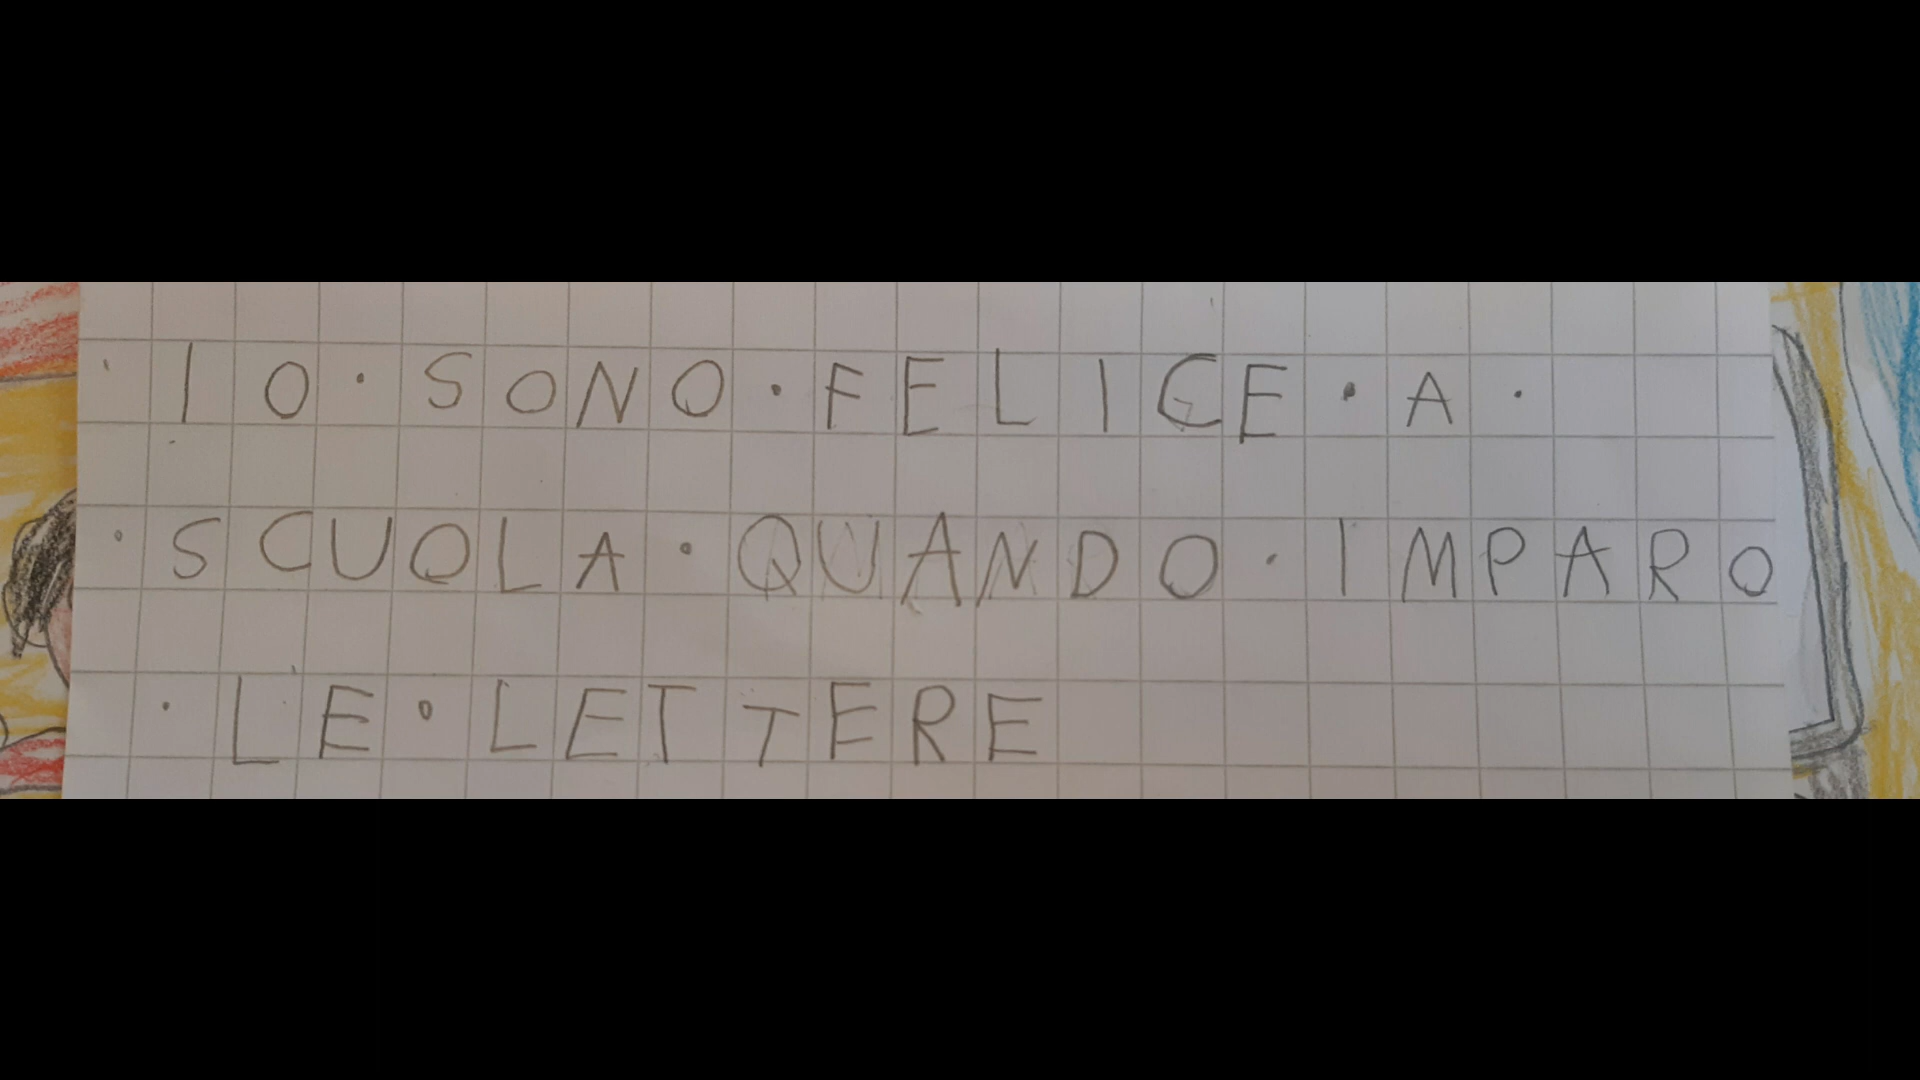 · IO · SONO · FELICE · A ·
· SCUOLA · QUANDO · IMPARO
· LE · LETTERE